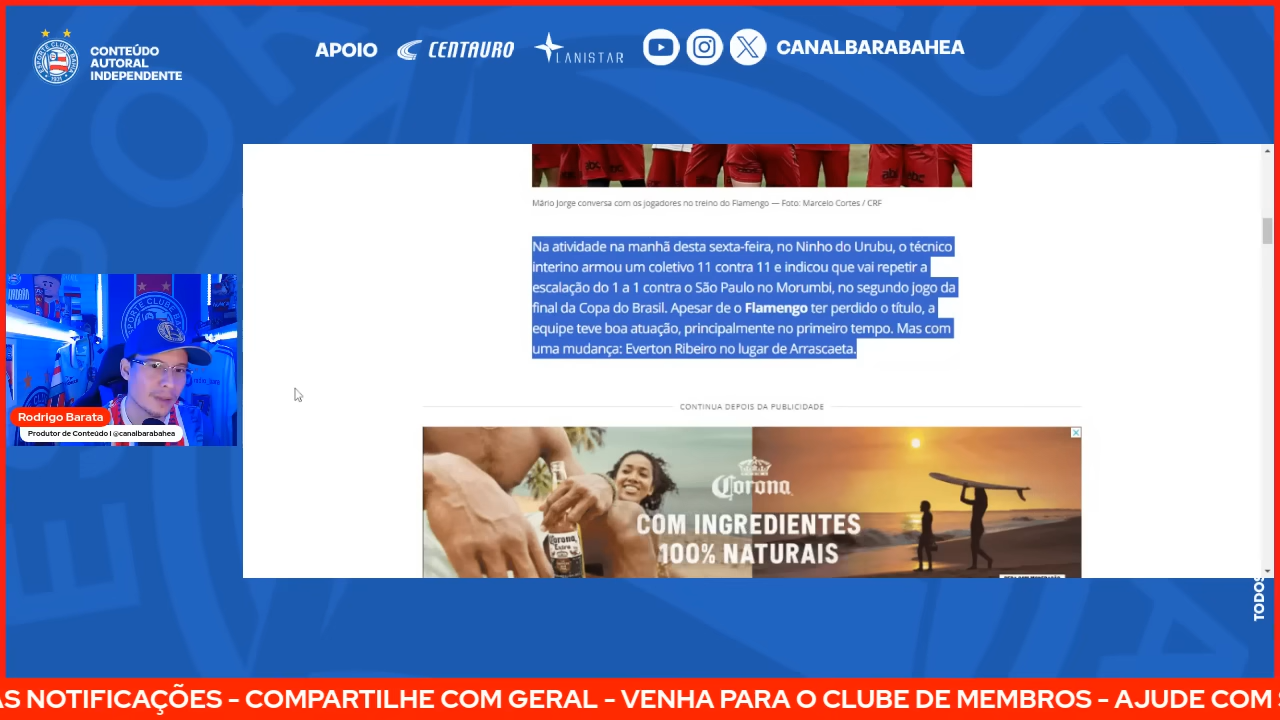 CONTEÚDO
AUTORAL
INDEPENDENTE
APOIO
CENTAURO
LANISTAR
CANALBARABAHEA
ESPORTE CLUBE BAHIA
1931
Mário Jorge conversa com os jogadores no treino do Flamengo — Foto: Marcelo Cortes / CRF
Na atividade na manhã desta sexta-feira, no Ninho do Urubu, o técnico
interino armou um coletivo 11 contra 11 e indicou que vai repetir a
escalação do 1 a 1 contra o São Paulo no Morumbi, no segundo jogo da
final da Copa do Brasil. Apesar de o Flamengo ter perdido o título, a
equipe teve boa atuação, principalmente no primeiro tempo. Mas com
uma mudança: Everton Ribeiro no lugar de Arrascaeta.
Rodrigo Barata
Produtor de Conteúdo I @canalbarabahea
CONTINUA DEPOIS DA PUBLICIDADE
Corona
COM INGREDIENTES
100% NATURAIS
TODOS
AS NOTIFICAÇÕES - COMPARTILHE COM GERAL - VENHA PARA O CLUBE DE MEMBROS - AJUDE COM